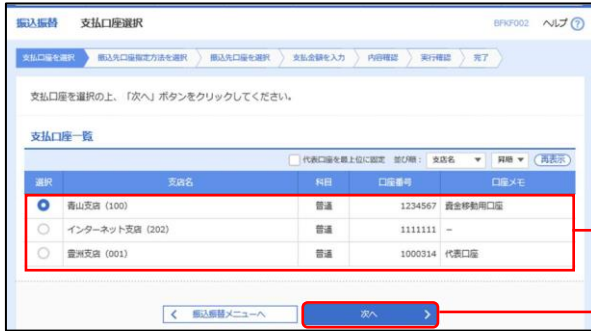 振込振替 支払口座選択 BFKF002 ヘルプ ?
支払口座を選択 振込先口座指定方法を選択 振込先口座を選択 支払金額を入力 内容確認 実行確認 完了
支払口座を選択の上、「次へ」ボタンをクリックしてください。
支払口座一覧
代表口座を最上位に固定 並び順： 支店名 ▼ 昇順 ▼ 再表示
選択 支店名 科目 口座番号 口座メモ
青山支店（100） 普通 1234567 資金移動用口座
インターネット支店（202） 普通 1111111 −
豊洲支店（001） 普通 1000314 代表口座
< 振込振替メニューへ 次へ >